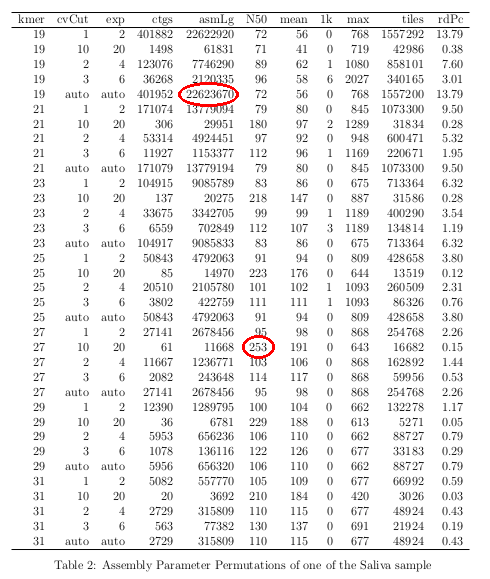 kmer cvCut exp ctgs asmLg N50 mean 1k max tiles rdPc
19 1 2 401882 22622920 72 56 0 768 1557292 13.79
19 10 20 1498 61831 71 41 0 719 42986 0.38
19 2 4 123076 7746290 89 62 1 1080 858101 7.60
19 3 6 36268 2120335 96 58 6 2027 340165 3.01
19 auto auto 401952 22623670 72 56 0 768 1557200 13.79
21 1 2 171074 13779094 79 80 0 845 1073300 9.50
21 10 20 306 29951 180 97 2 1289 31834 0.28
21 2 4 53314 4924451 97 92 0 948 600471 5.32
21 3 6 11927 1153377 112 96 1 1169 220671 1.95
21 auto auto 171079 13779194 79 80 0 845 1073300 9.50
23 1 2 104915 9085789 83 86 0 675 713364 6.32
23 10 20 137 20275 218 147 0 887 31586 0.28
23 2 4 33675 3342705 99 99 1 1189 400290 3.54
23 3 6 6559 702849 112 107 3 1189 134814 1.19
23 auto auto 104917 9085833 83 86 0 675 713364 6.32
25 1 2 50843 4792063 91 94 0 809 428658 3.80
25 10 20 85 14970 223 176 0 644 13519 0.12
25 2 4 20510 2105780 101 102 1 1093 260509 2.31
25 3 6 3802 422759 111 111 1 1093 86326 0.76
25 auto auto 50843 4792063 91 94 0 809 428658 3.80
27 1 2 27141 2678456 95 98 0 868 254768 2.26
27 10 20 61 11668 253 191 0 643 16682 0.15
27 2 4 11667 1236771 103 106 0 868 162892 1.44
27 3 6 2082 243648 114 117 0 868 59956 0.53
27 auto auto 27141 2678456 95 98 0 868 254768 2.26
29 1 2 12390 1289795 100 104 0 662 132278 1.17
29 10 20 36 6781 229 188 0 613 5271 0.05
29 2 4 5953 656236 106 110 0 662 88727 0.79
29 3 6 1078 136116 122 126 0 677 33183 0.29
29 auto auto 5956 656320 106 110 0 662 88727 0.79
31 1 2 5082 557770 105 109 0 677 66992 0.59
31 10 20 20 3692 210 184 0 420 3026 0.03
31 2 4 2729 315809 110 115 0 677 48924 0.43
31 3 6 563 77382 130 137 0 691 21924 0.19
31 auto auto 2729 315809 110 115 0 677 48924 0.43
Table 2: Assembly Parameter Permutations of one of the Saliva sample